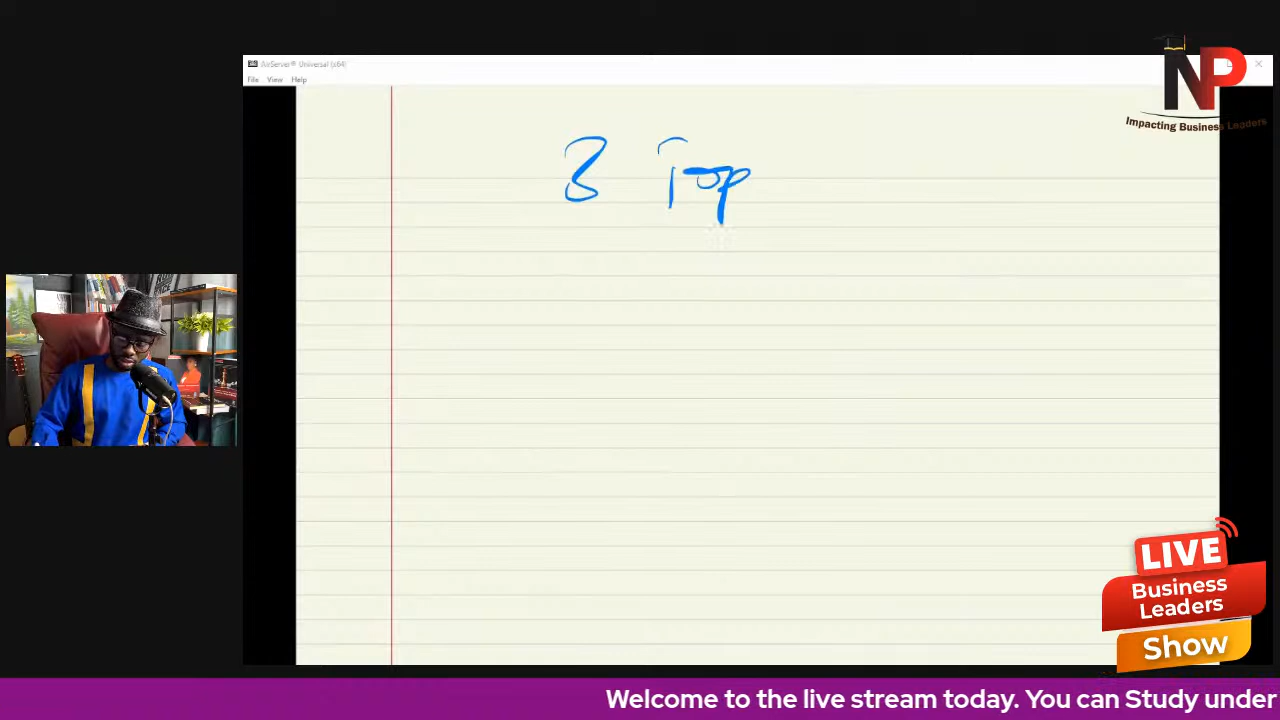 AirServer® Universal (x64)
File View Help
NP
Impacting Business Leaders
3 Top
LIVE
Business
Leaders
Show
Welcome to the live stream today. You can Study under